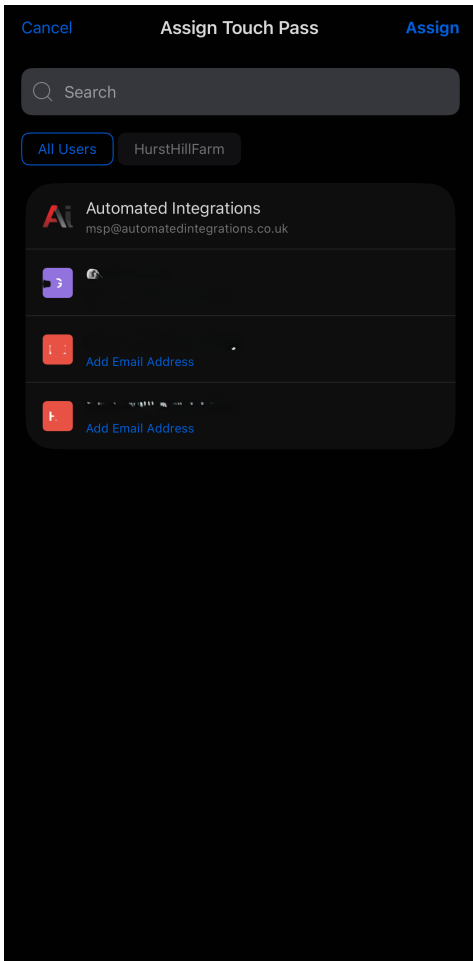 Cancel Assign Touch Pass Assign
Search
All Users HurstHillFarm
Ai Automated Integrations
msp@automatedintegrations.co.uk
Add Email Address
Add Email Address